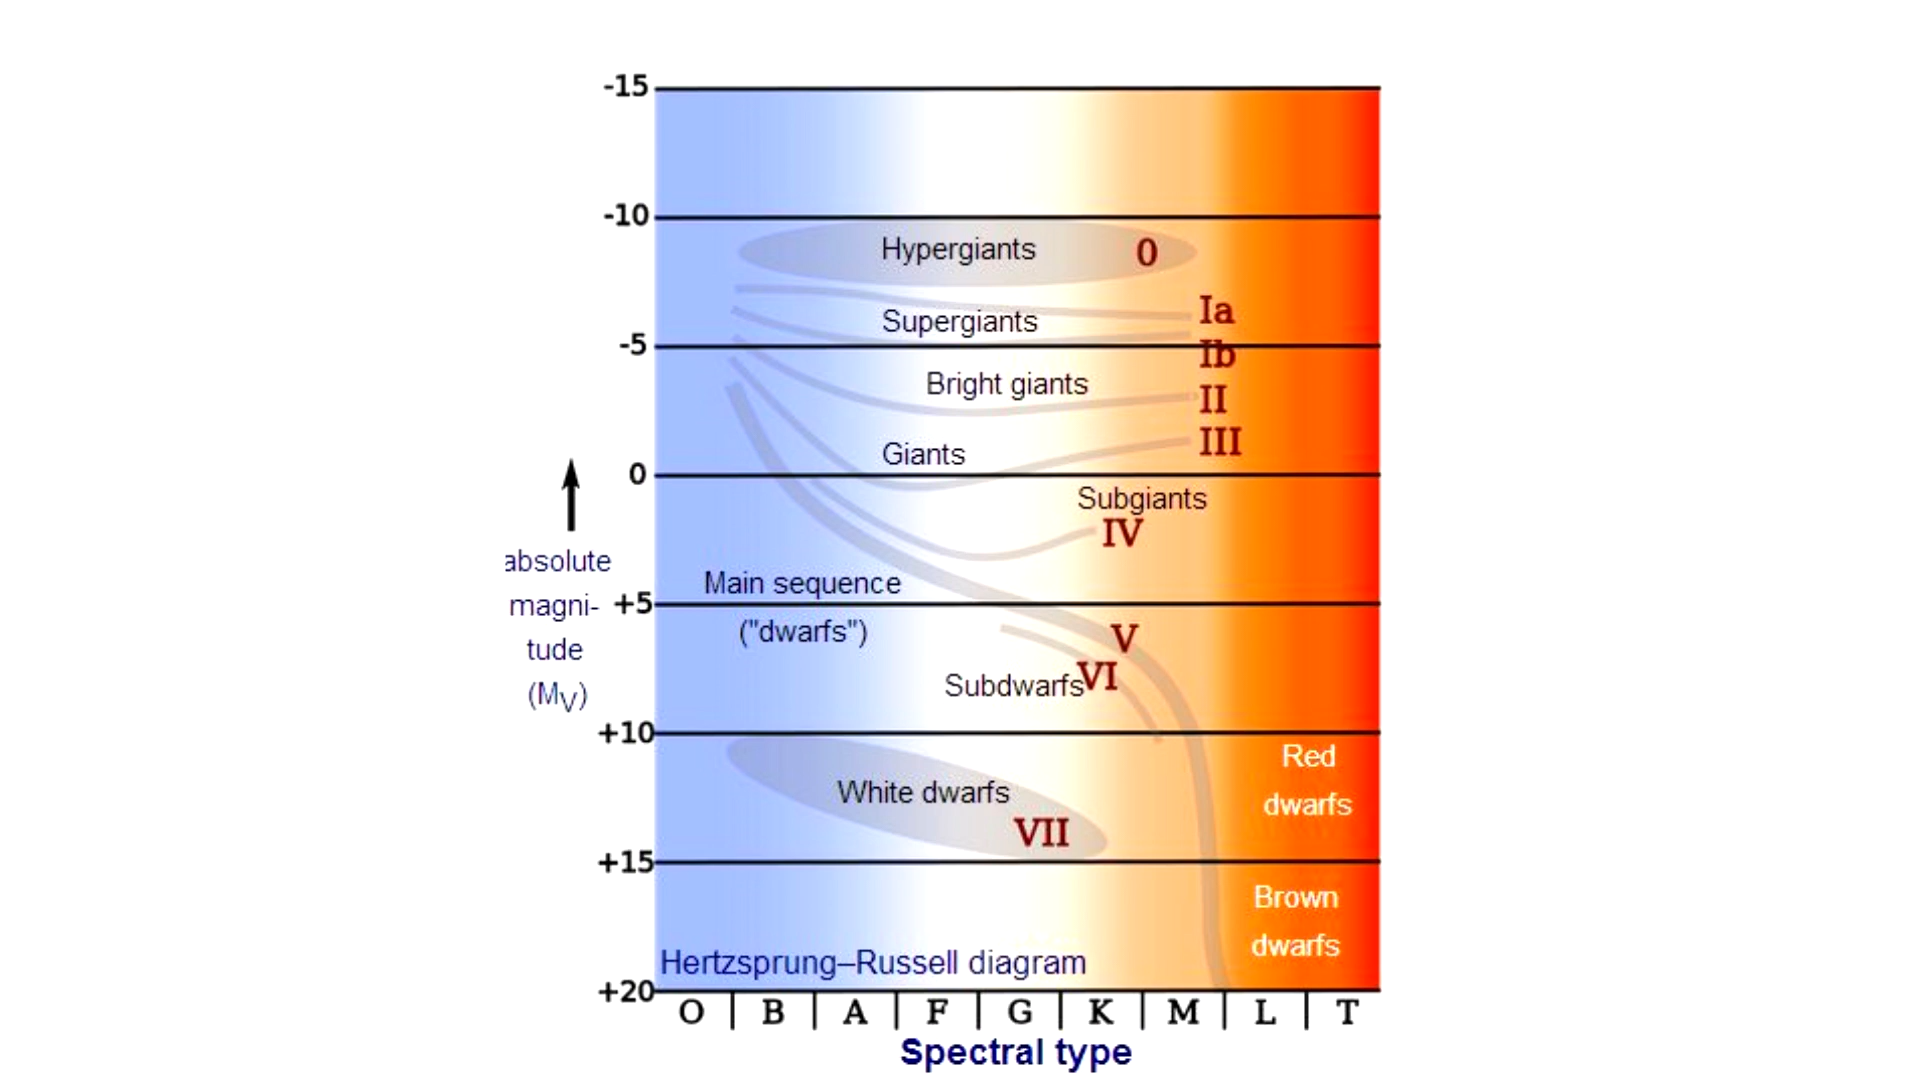 -15
-10
Hypergiants 0
Ia
Supergiants
-5
Ib
Bright giants
II
III
Giants
0
Subgiants
IV
absolute
magni-
tude
(MV)
Main sequence
+5
("dwarfs")
V
VI
Subdwarfs
+10
Red
dwarfs
White dwarfs
VII
+15
Brown
dwarfs
Hertzsprung–Russell diagram
+20
O B A F G K M L T
Spectral type